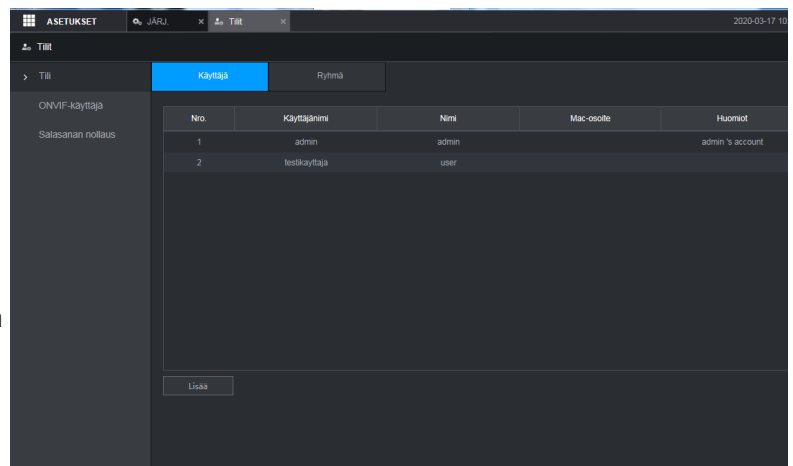 ASETUKSET JÄRJ. × Tilit × 2020-03-17 10:
Tilit
> Tili Käyttäjä Ryhmä
ONVIF-käyttäjä
Salasanan nollaus
Nro. Käyttäjänimi Nimi Mac-osoite Huomiot
1 admin admin admin 's account
2 testikayttaja user
Lisää